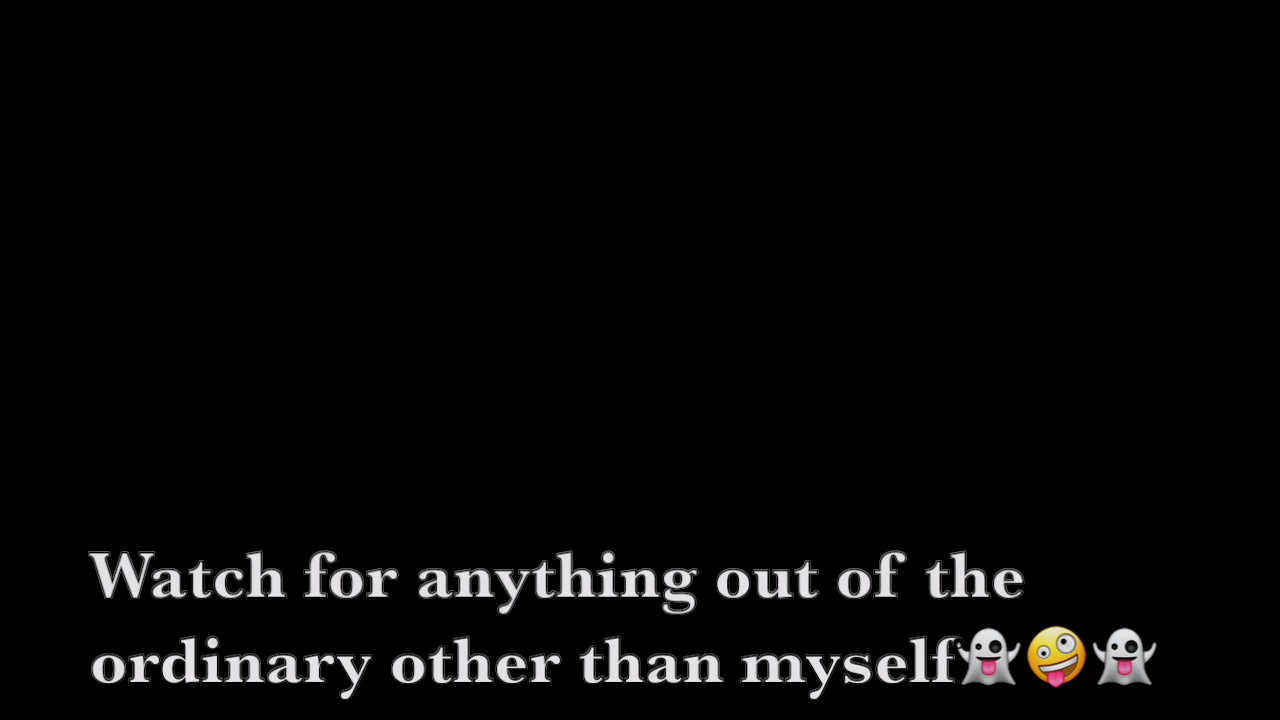 Watch for anything out of the
ordinary other than myself👻🤪👻